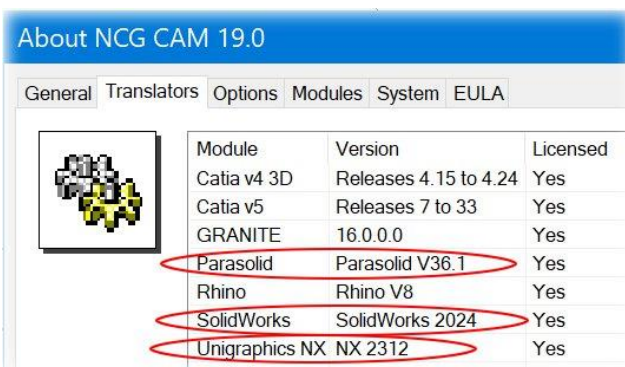 About NCG CAM 19.0
General Translators Options Modules System EULA
Module Version Licensed
Catia v4 3D Releases 4.15 to 4.24 Yes
Catia v5 Releases 7 to 33 Yes
GRANITE 16.0.0.0 Yes
Parasolid Parasolid V36.1 Yes
Rhino Rhino V8 Yes
SolidWorks SolidWorks 2024 Yes
Unigraphics NX NX 2312 Yes